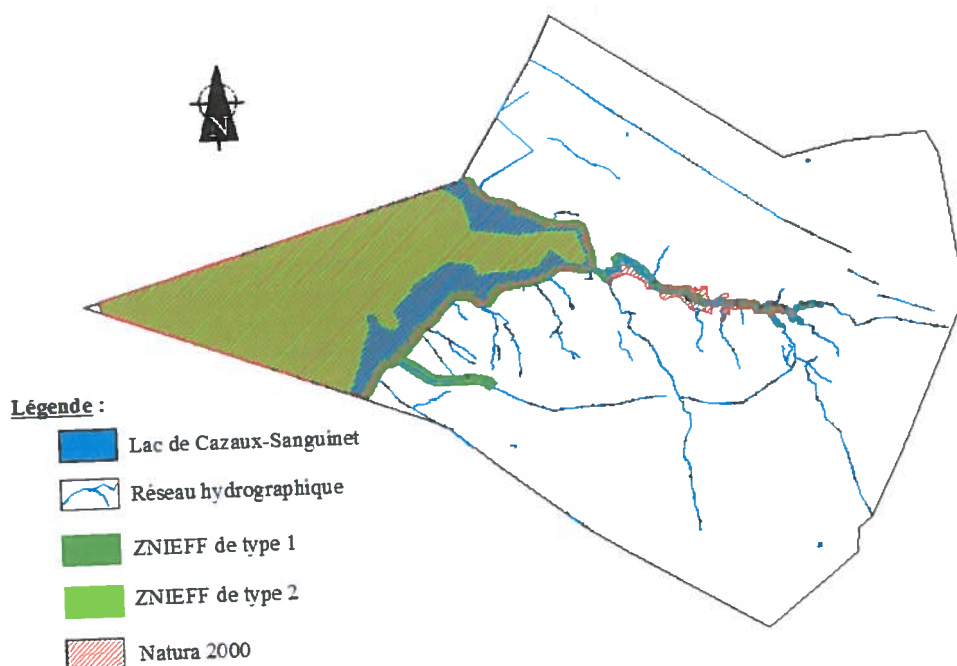 N
Légende :
Lac de Cazaux-Sanguinet
Réseau hydrographique
ZNIEFF de type 1
ZNIEFF de type 2
Natura 2000